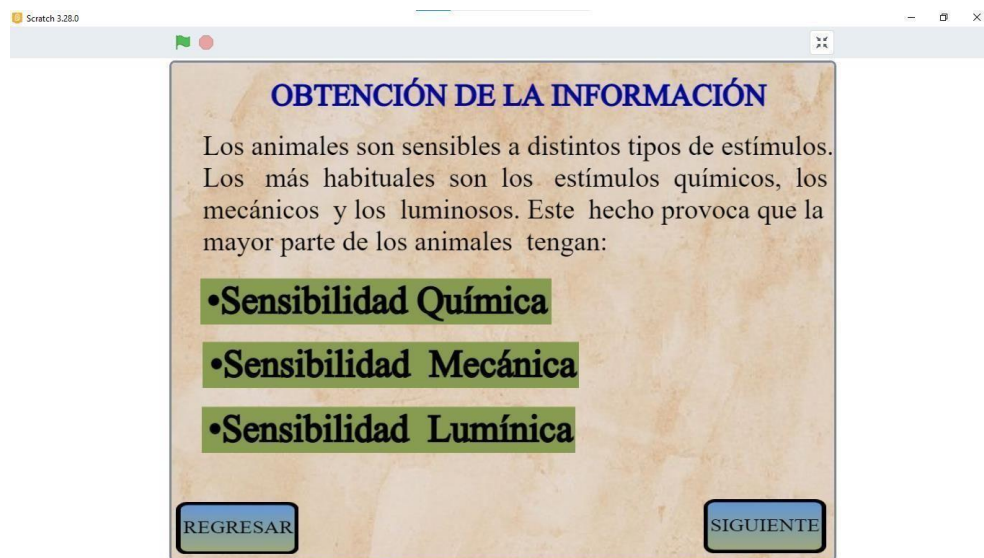 Scratch 3.28.0
OBTENCIÓN DE LA INFORMACIÓN
Los animales son sensibles a distintos tipos de estímulos.
Los más habituales son los estímulos químicos, los
mecánicos y los luminosos. Este hecho provoca que la
mayor parte de los animales tengan:
•Sensibilidad Química
•Sensibilidad Mecánica
•Sensibilidad Lumínica
REGRESAR
SIGUIENTE